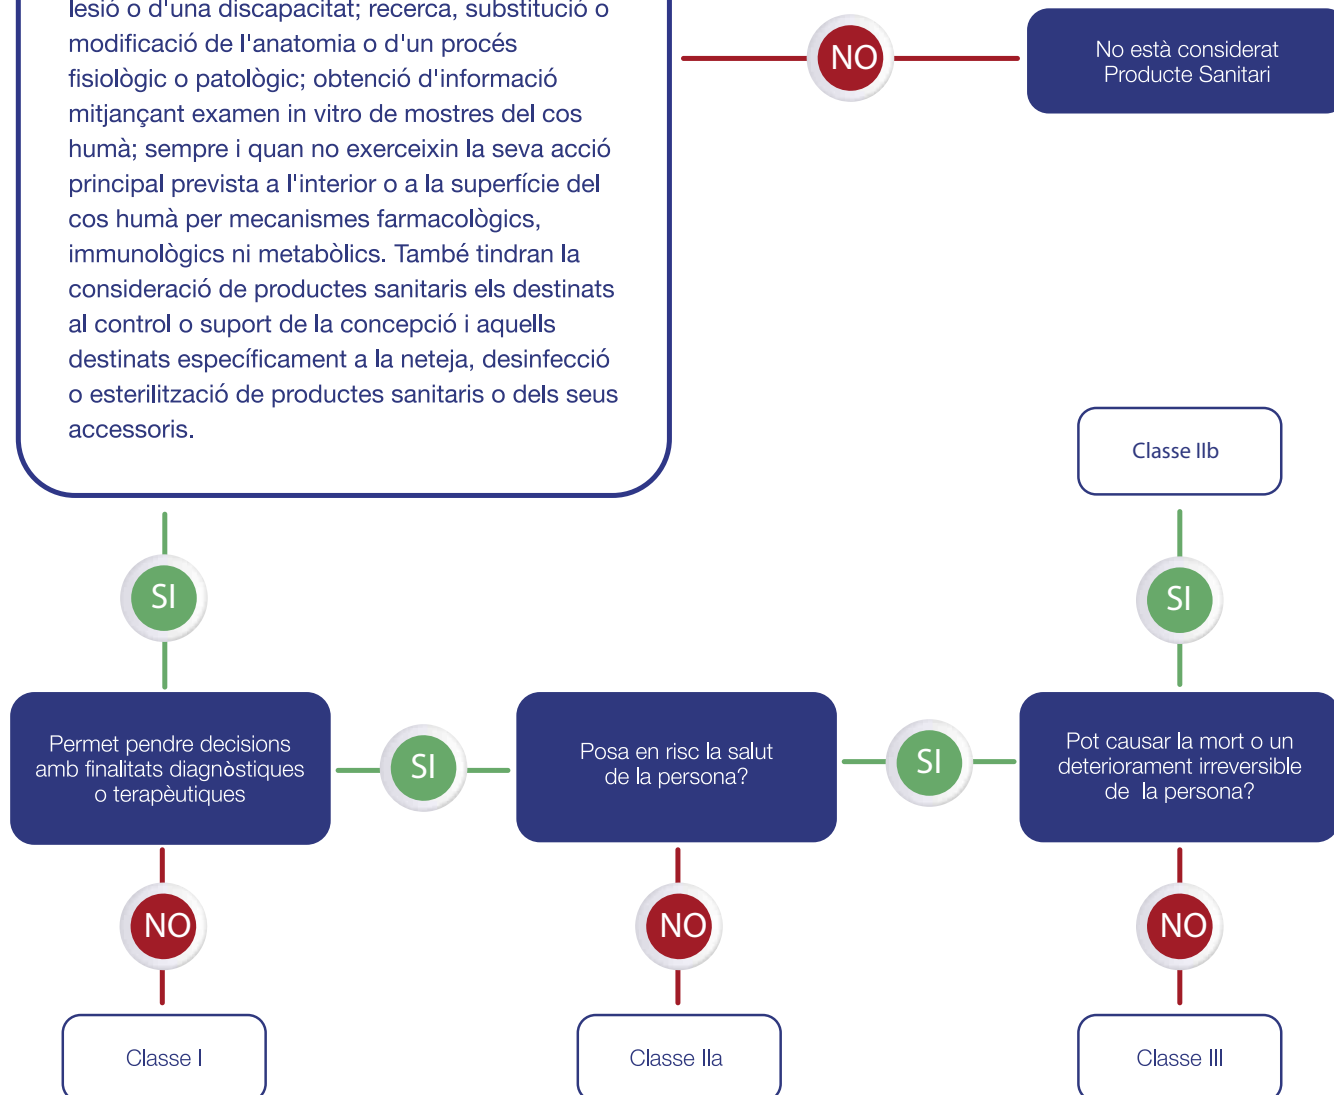 lesió o d'una discapacitat; recerca, substitució o
modificació de l'anatomia o d'un procés
fisiològic o patològic; obtenció d'informació
mitjançant examen in vitro de mostres del cos
humà; sempre i quan no exerceixin la seva acció
principal prevista a l'interior o a la superfície del
cos humà per mecanismes farmacològics,
immunològics ni metabòlics. També tindran la
consideració de productes sanitaris els destinats
al control o suport de la concepció i aquells
destinats específicament a la neteja, desinfecció
o esterilització de productes sanitaris o dels seus
accessoris.
NO
No està considerat
Producte Sanitari
Classe IIb
SI
SI
Permet pendre decisions
amb finalitats diagnòstiques
o terapèutiques
SI
Posa en risc la salut
de la persona?
SI
Pot causar la mort o un
deteriorament irreversible
de la persona?
NO
NO
NO
Classe I
Classe IIa
Classe III